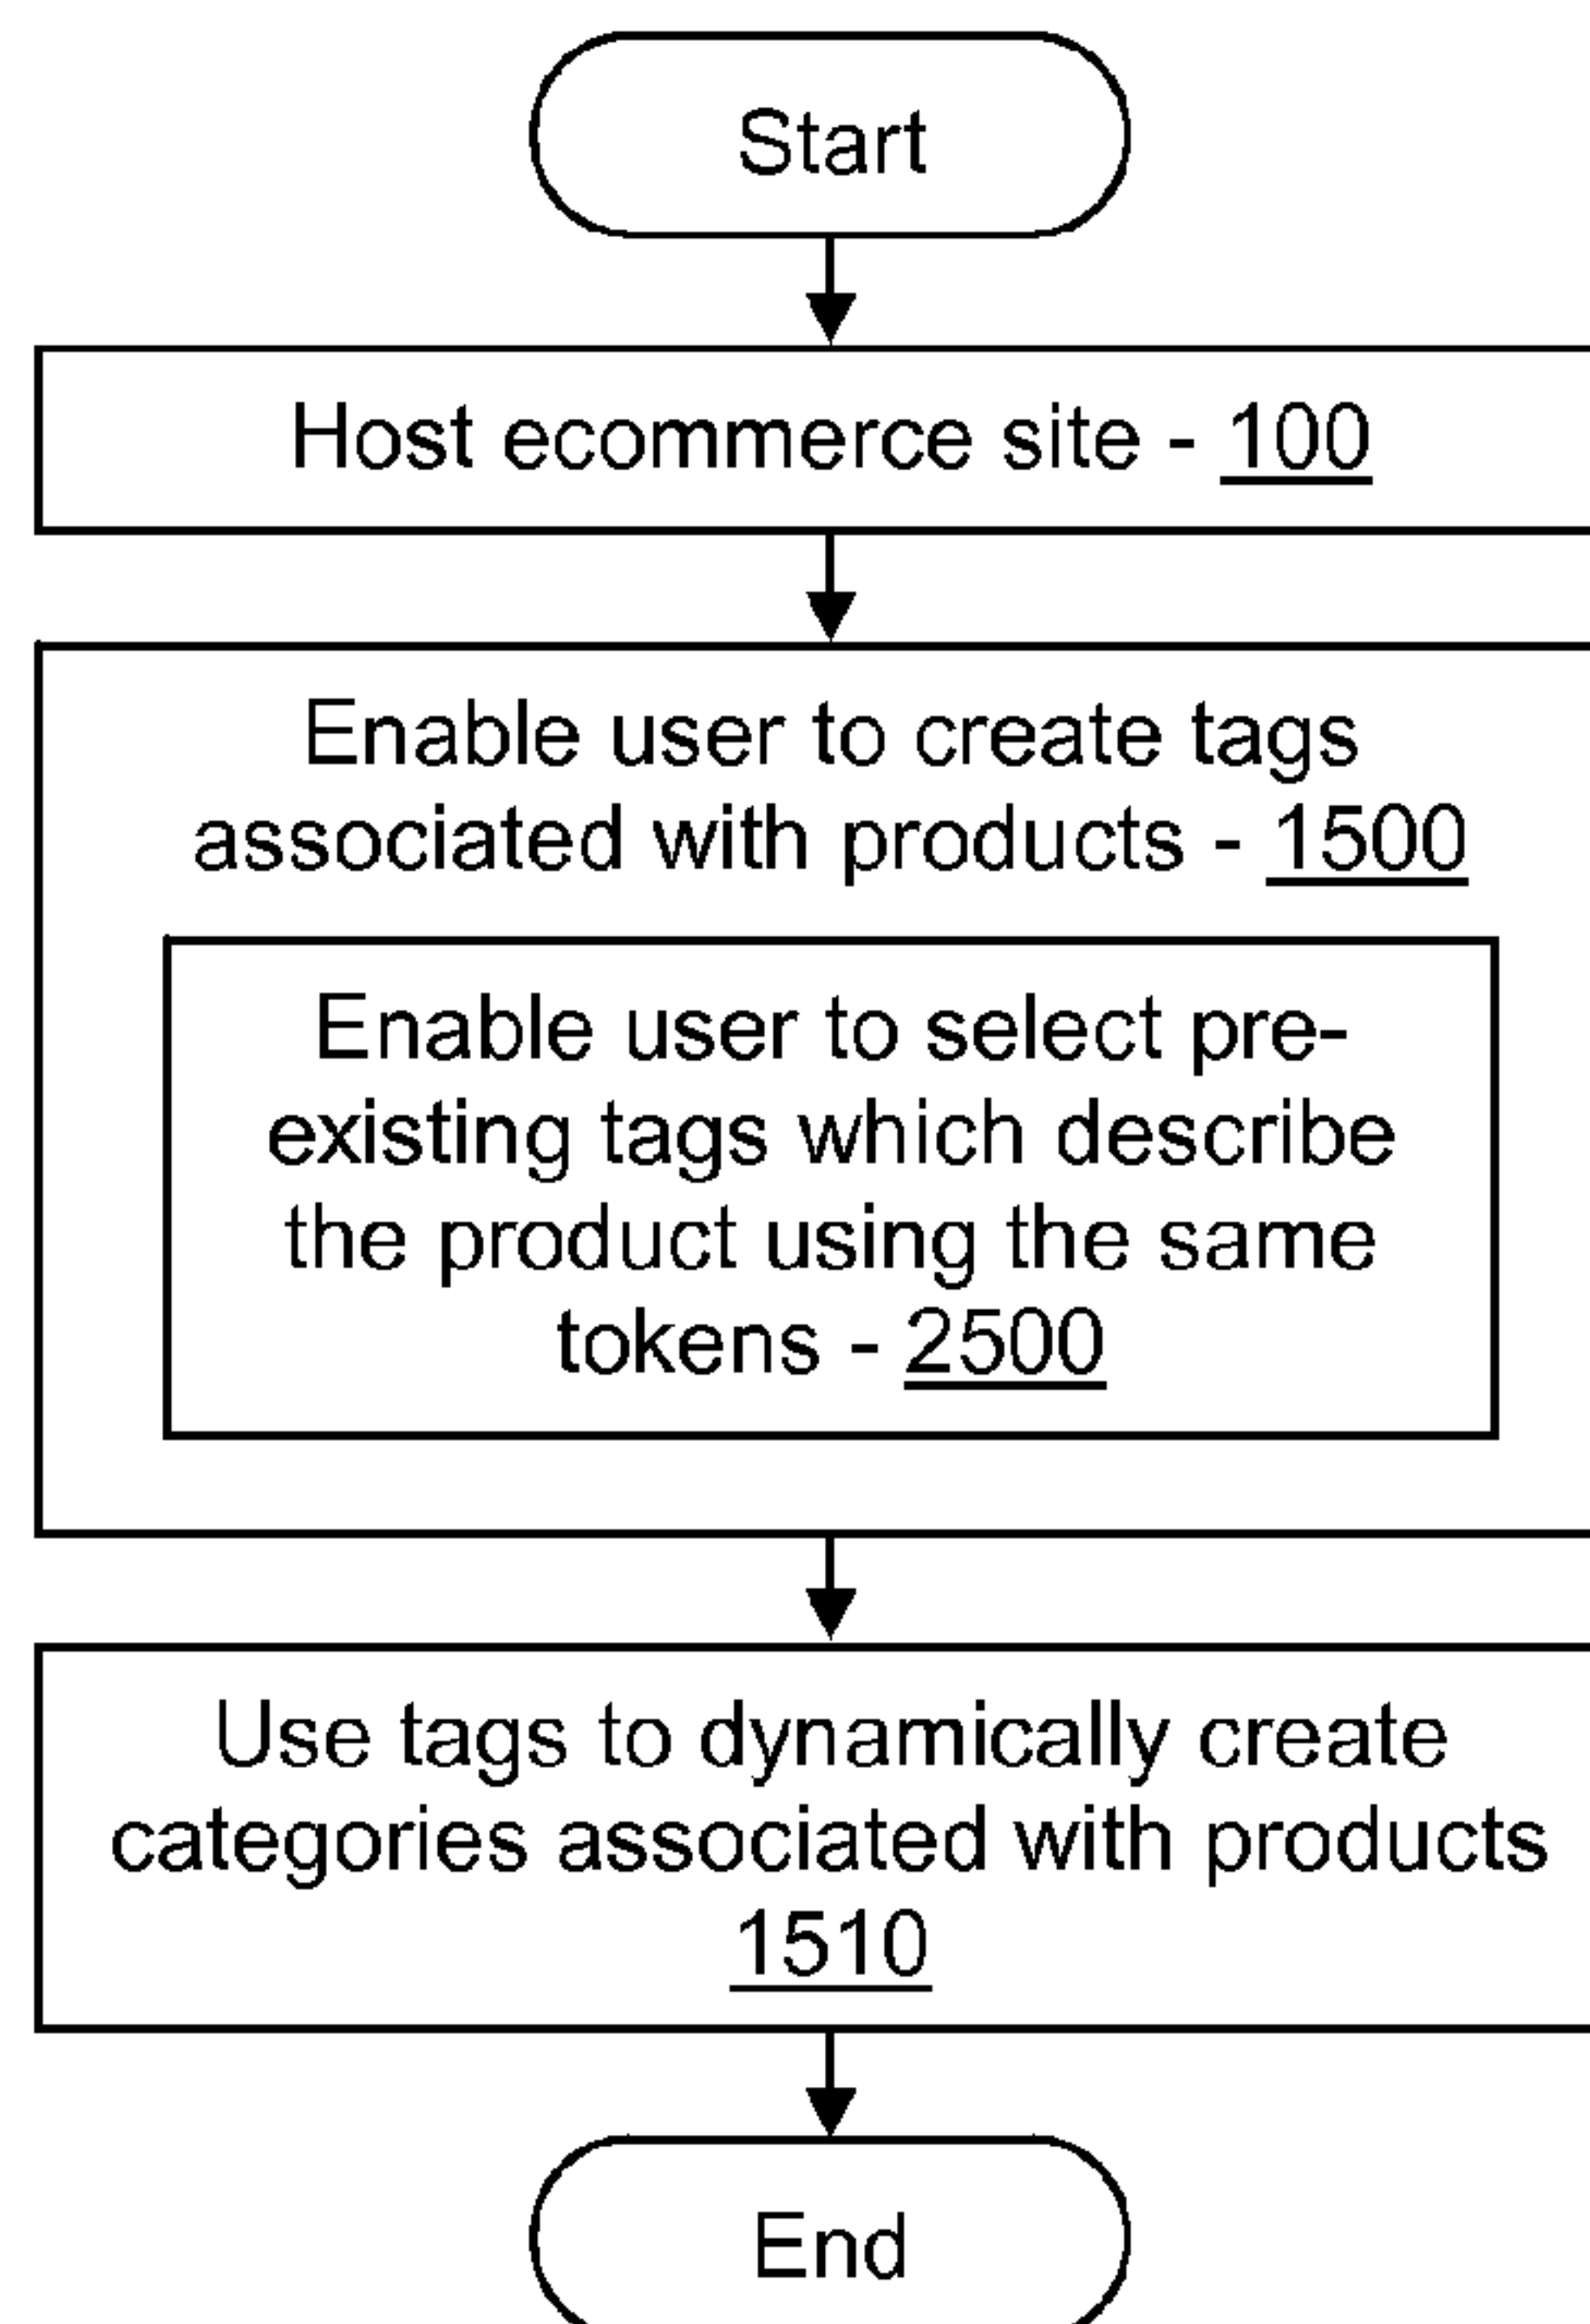 Start
Host ecommerce site - 100
Enable user to create tags
associated with products - 1500
Enable user to select pre-
existing tags which describe
the product using the same
tokens - 2500
Use tags to dynamically create
categories associated with products
1510
End